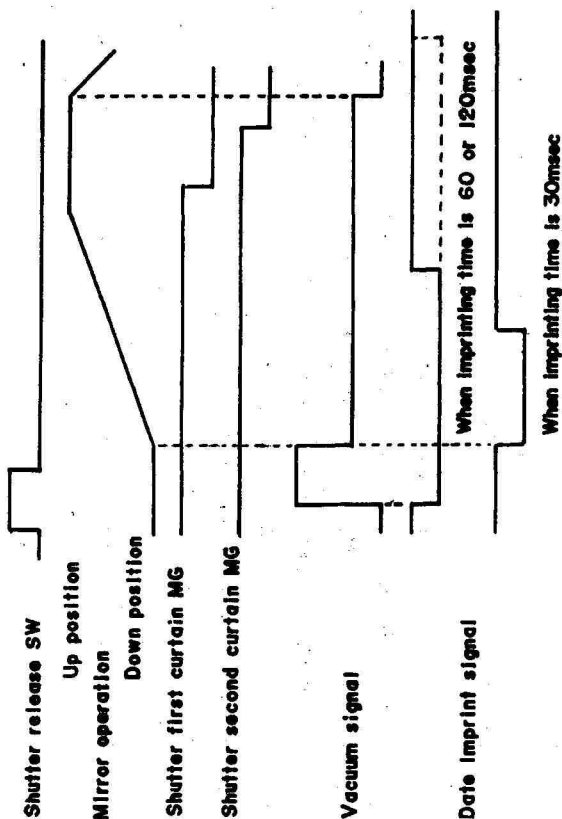 Shutter release SW
Up position
Mirror operation
Down position
Shutter first curtain MG
Shutter second curtain MG
Vacuum signal
When imprinting time is 60 or 120msec
Date imprint signal
When imprinting time is 30msec